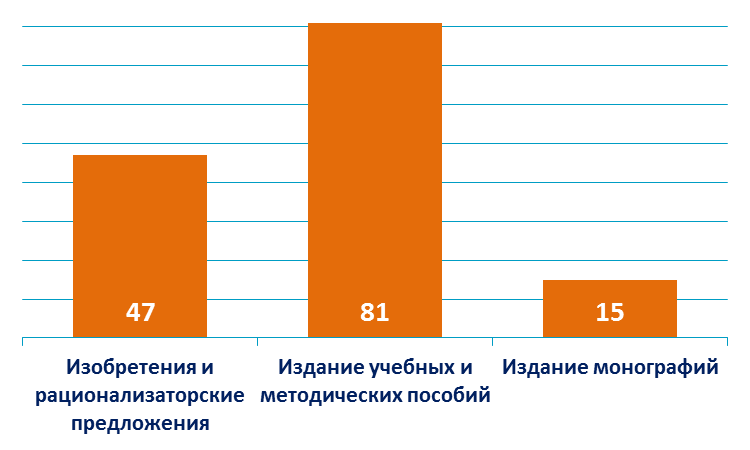 47
81
15
Изобретения и
рационализаторские
предложения
Издание учебных и
методических пособий
Издание монографий